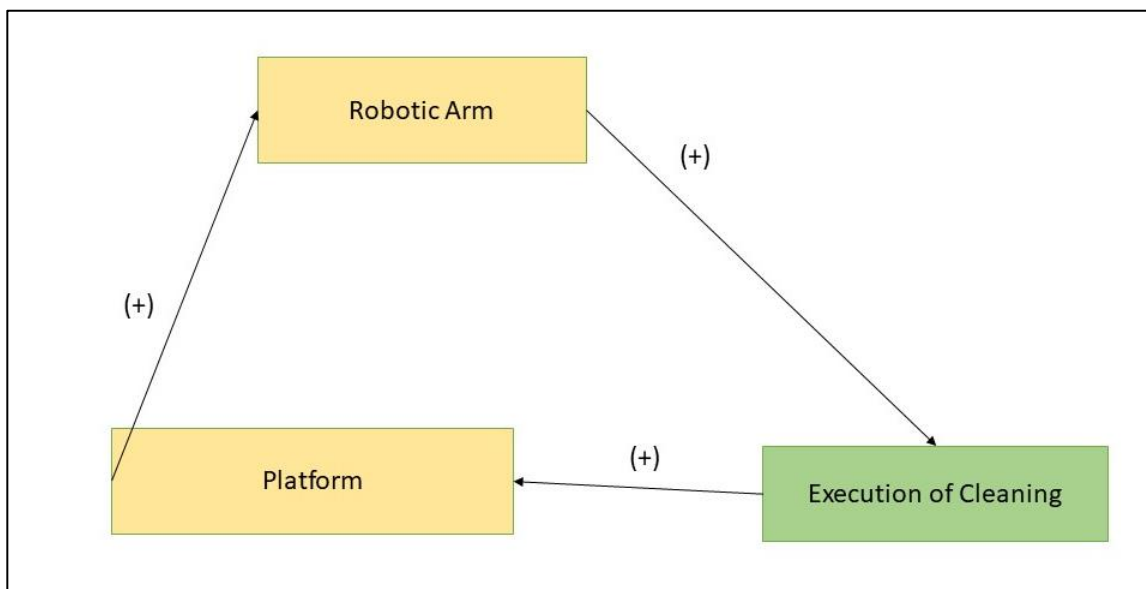 Robotic Arm
(+)
(+)
Platform
(+)
Execution of Cleaning